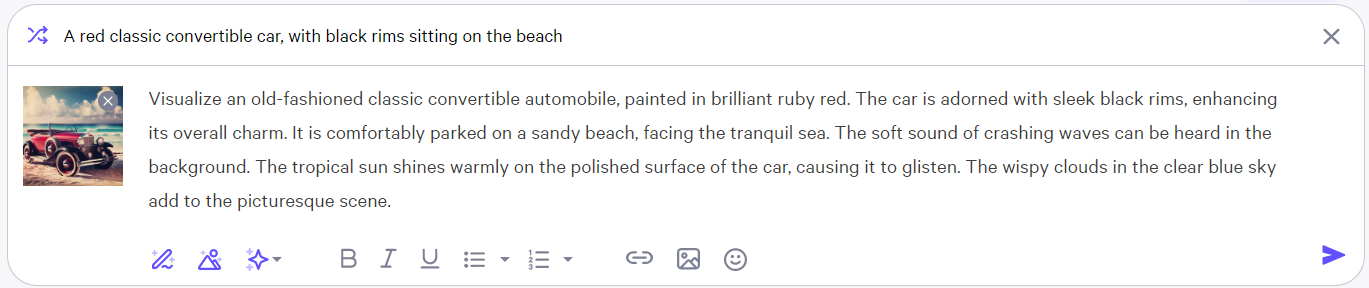 A red classic convertible car, with black rims sitting on the beach
Visualize an old-fashioned classic convertible automobile, painted in brilliant ruby red. The car is adorned with sleek black rims, enhancing
its overall charm. It is comfortably parked on a sandy beach, facing the tranquil sea. The soft sound of crashing waves can be heard in the
background. The tropical sun shines warmly on the polished surface of the car, causing it to glisten. The wispy clouds in the clear blue sky
add to the picturesque scene.
B I U